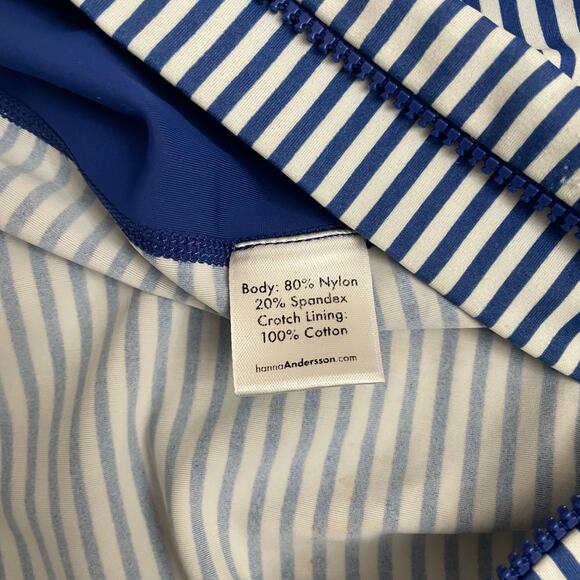 Body: 80% Nylon
20% Spandex
Crotch Lining:
100% Cotton
hannaAndersson.com